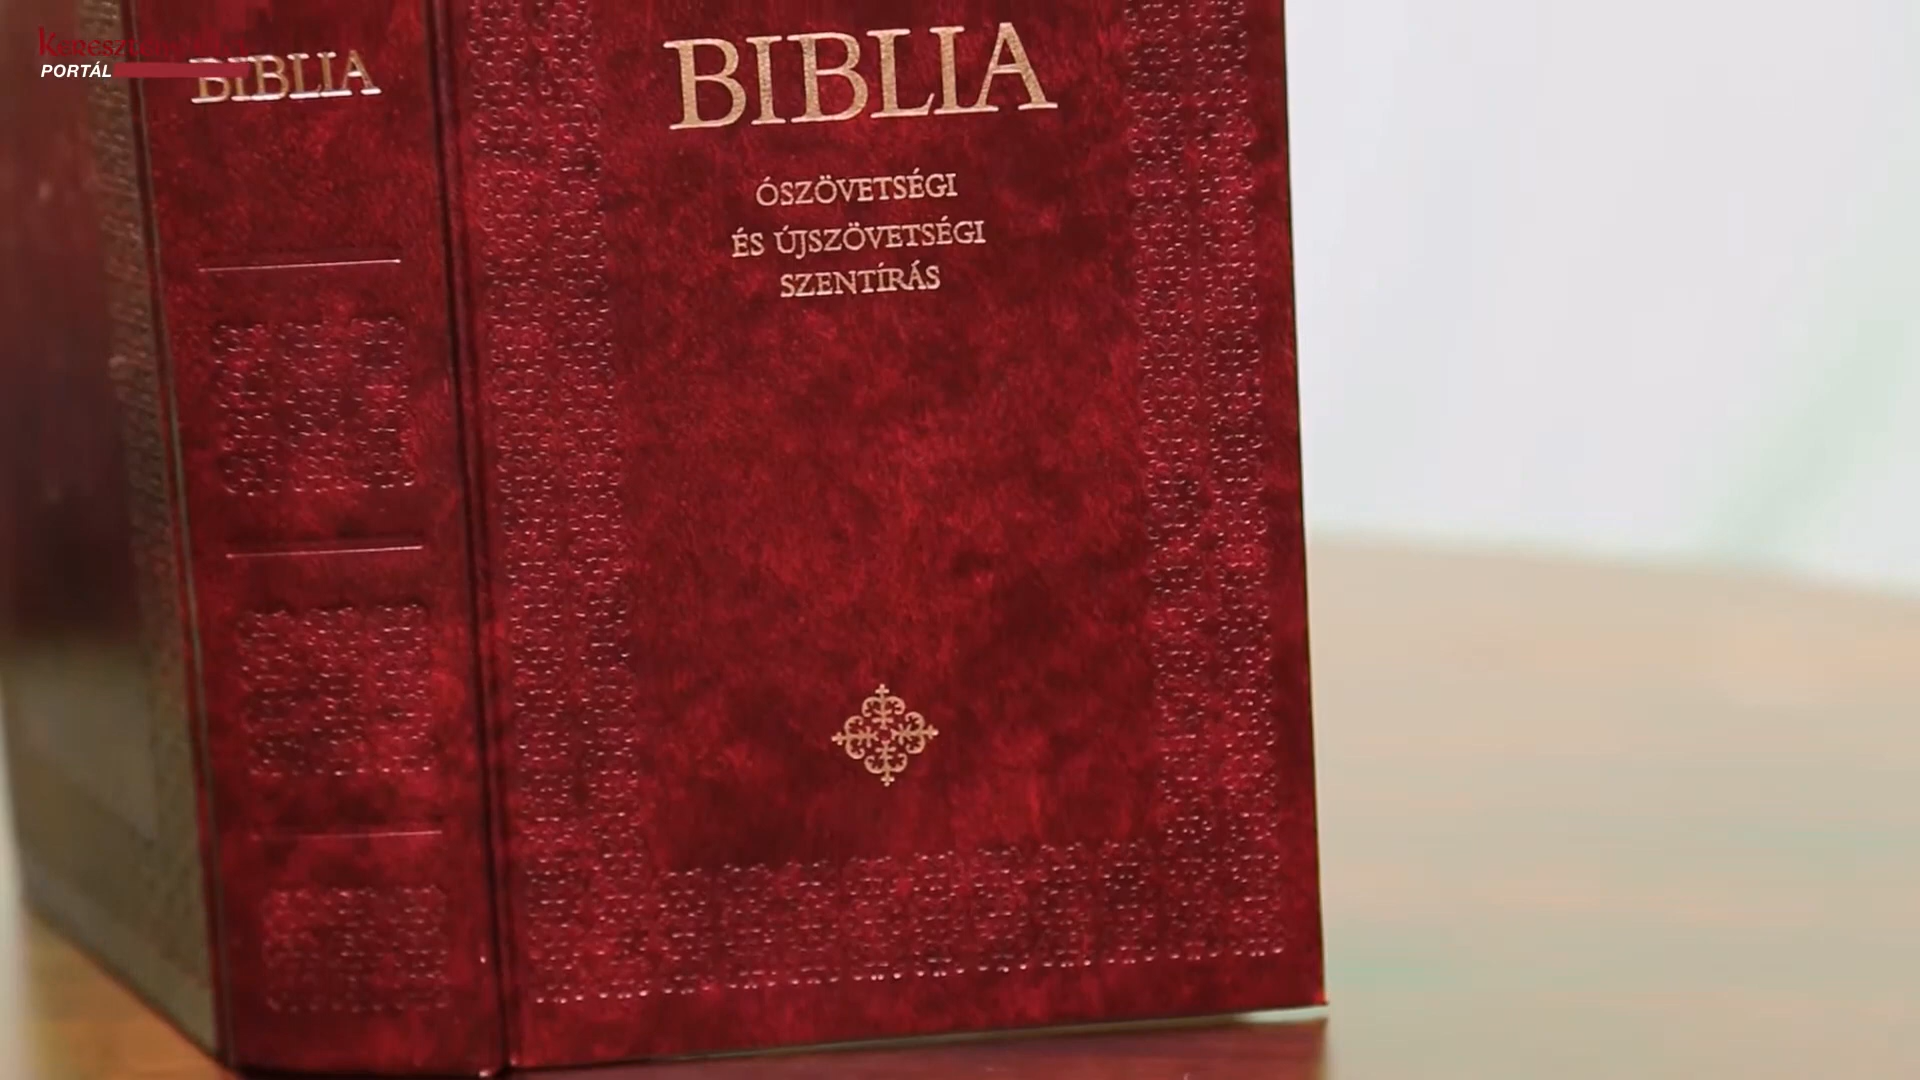 PORTÁL
BIBLIA
BIBLIA
ÓSZÖVETSÉGI
ÉS ÚJSZÖVETSÉGI
SZENTÍRÁS